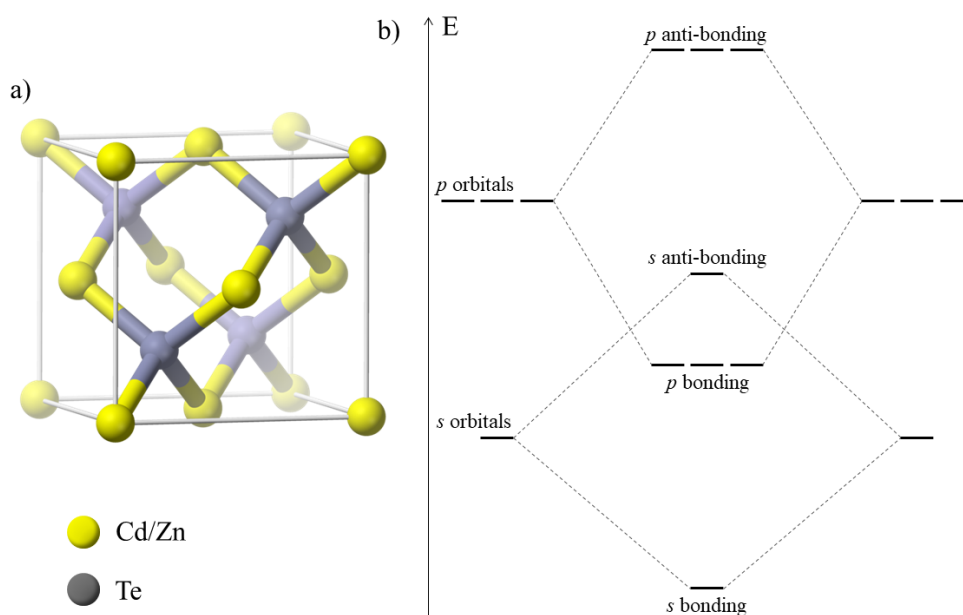 a)
Cd/Zn
Te
b)
E
p anti-bonding
p orbitals
s anti-bonding
p bonding
s orbitals
s bonding